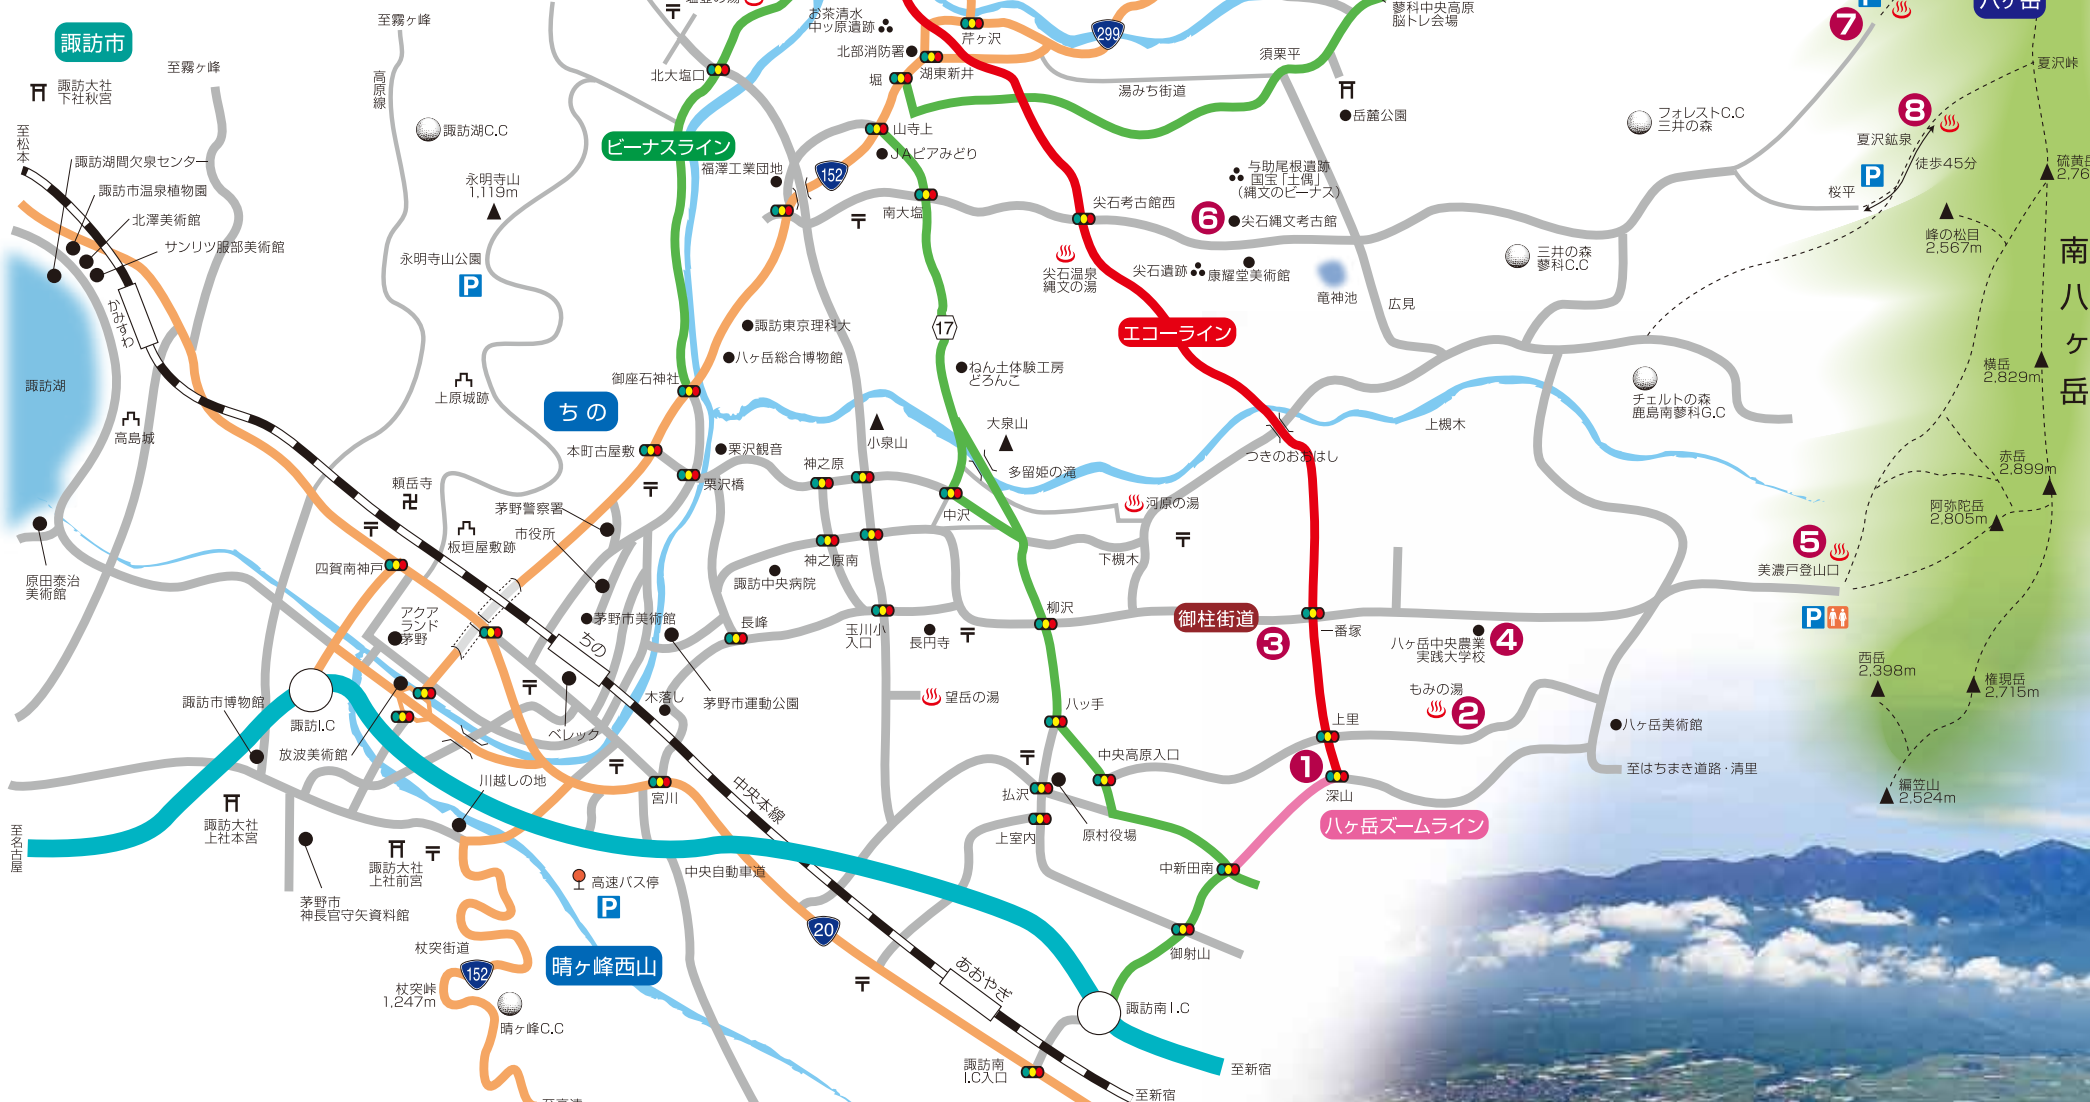 諏訪市
諏訪大社
下社秋宮
至霧ヶ峰
至霧ヶ峰
高原線
至松本
諏訪湖間欠泉センター
諏訪市温泉植物園
北澤美術館
サンリツ服部美術館
かみすわ
諏訪湖
高島城
原田泰治
美術館
諏訪湖C.C
永明寺山
1,119m
永明寺山公園
P
上原城跡
頼岳寺
板垣屋敷跡
四賀南神戸
アクア
ランド
茅野
諏訪市博物館
諏訪I.C
放波美術館
至名古屋
諏訪大社
上社本宮
茅野市
神長官守矢資料館
諏訪大社
上社前宮
川越しの地
杖突街道
152
杖突峠
1,247m
晴ヶ峰C.C
晴ヶ峰西山
高速バス停
P
北大塩口
ビーナスライン
福澤工業団地
152
お茶清水
中ッ原遺跡
北部消防署
堀
湖東新井
芹ヶ沢
299
蓼科中央高原
脳トレ会場
須栗平
湯みち街道
岳麓公園
山寺上
JAピアみどり
南大塩
17
諏訪東京理科大
八ヶ岳総合博物館
御座石神社
ちの
本町古屋敷
栗沢観音
栗沢橋
茅野警察署
市役所
茅野市美術館
ちの
ベレック
木落し
茅野市運動公園
宮川
中央本線
中央自動車道
20
あおやぎ
諏訪南
I.C入口
諏訪南I.C
至新宿
至新宿
神之原
神之原南
諏訪中央病院
長峰
玉川小
入口
長円寺
望岳の湯
小泉山
大泉山
多留姫の滝
ねん土体験工房
どろんこ
中沢
河原の湯
下槻木
柳沢
八ッ手
中央高原入口
払沢
原村役場
上室内
中新田南
御射山
与助尾根遺跡
国宝「土偶」
(縄文のビーナス)
尖石考古館西
6
尖石縄文考古館
尖石温泉
縄文の湯
尖石遺跡
康耀堂美術館
竜神池
広見
エコーライン
つきのおおはし
上槻木
御柱街道
3
一番塚
八ヶ岳中央農業
実践大学校
4
もみの湯
2
上里
1
深山
八ヶ岳ズームライン
八ヶ岳美術館
至はちまき道路・清里
フォレストC.C
三井の森
三井の森
蓼科C.C
チェルトの森
鹿島南蓼科G.C
7
八ヶ岳
夏沢峠
8
夏沢鉱泉
徒歩45分
P
桜平
峰の松目
2,567m
南八ヶ岳
横岳
2,829m
赤岳
2,899m
阿弥陀岳
2,805m
5
美濃戸登山口
P
西岳
2,398m
権現岳
2,715m
編笠山
2,524m